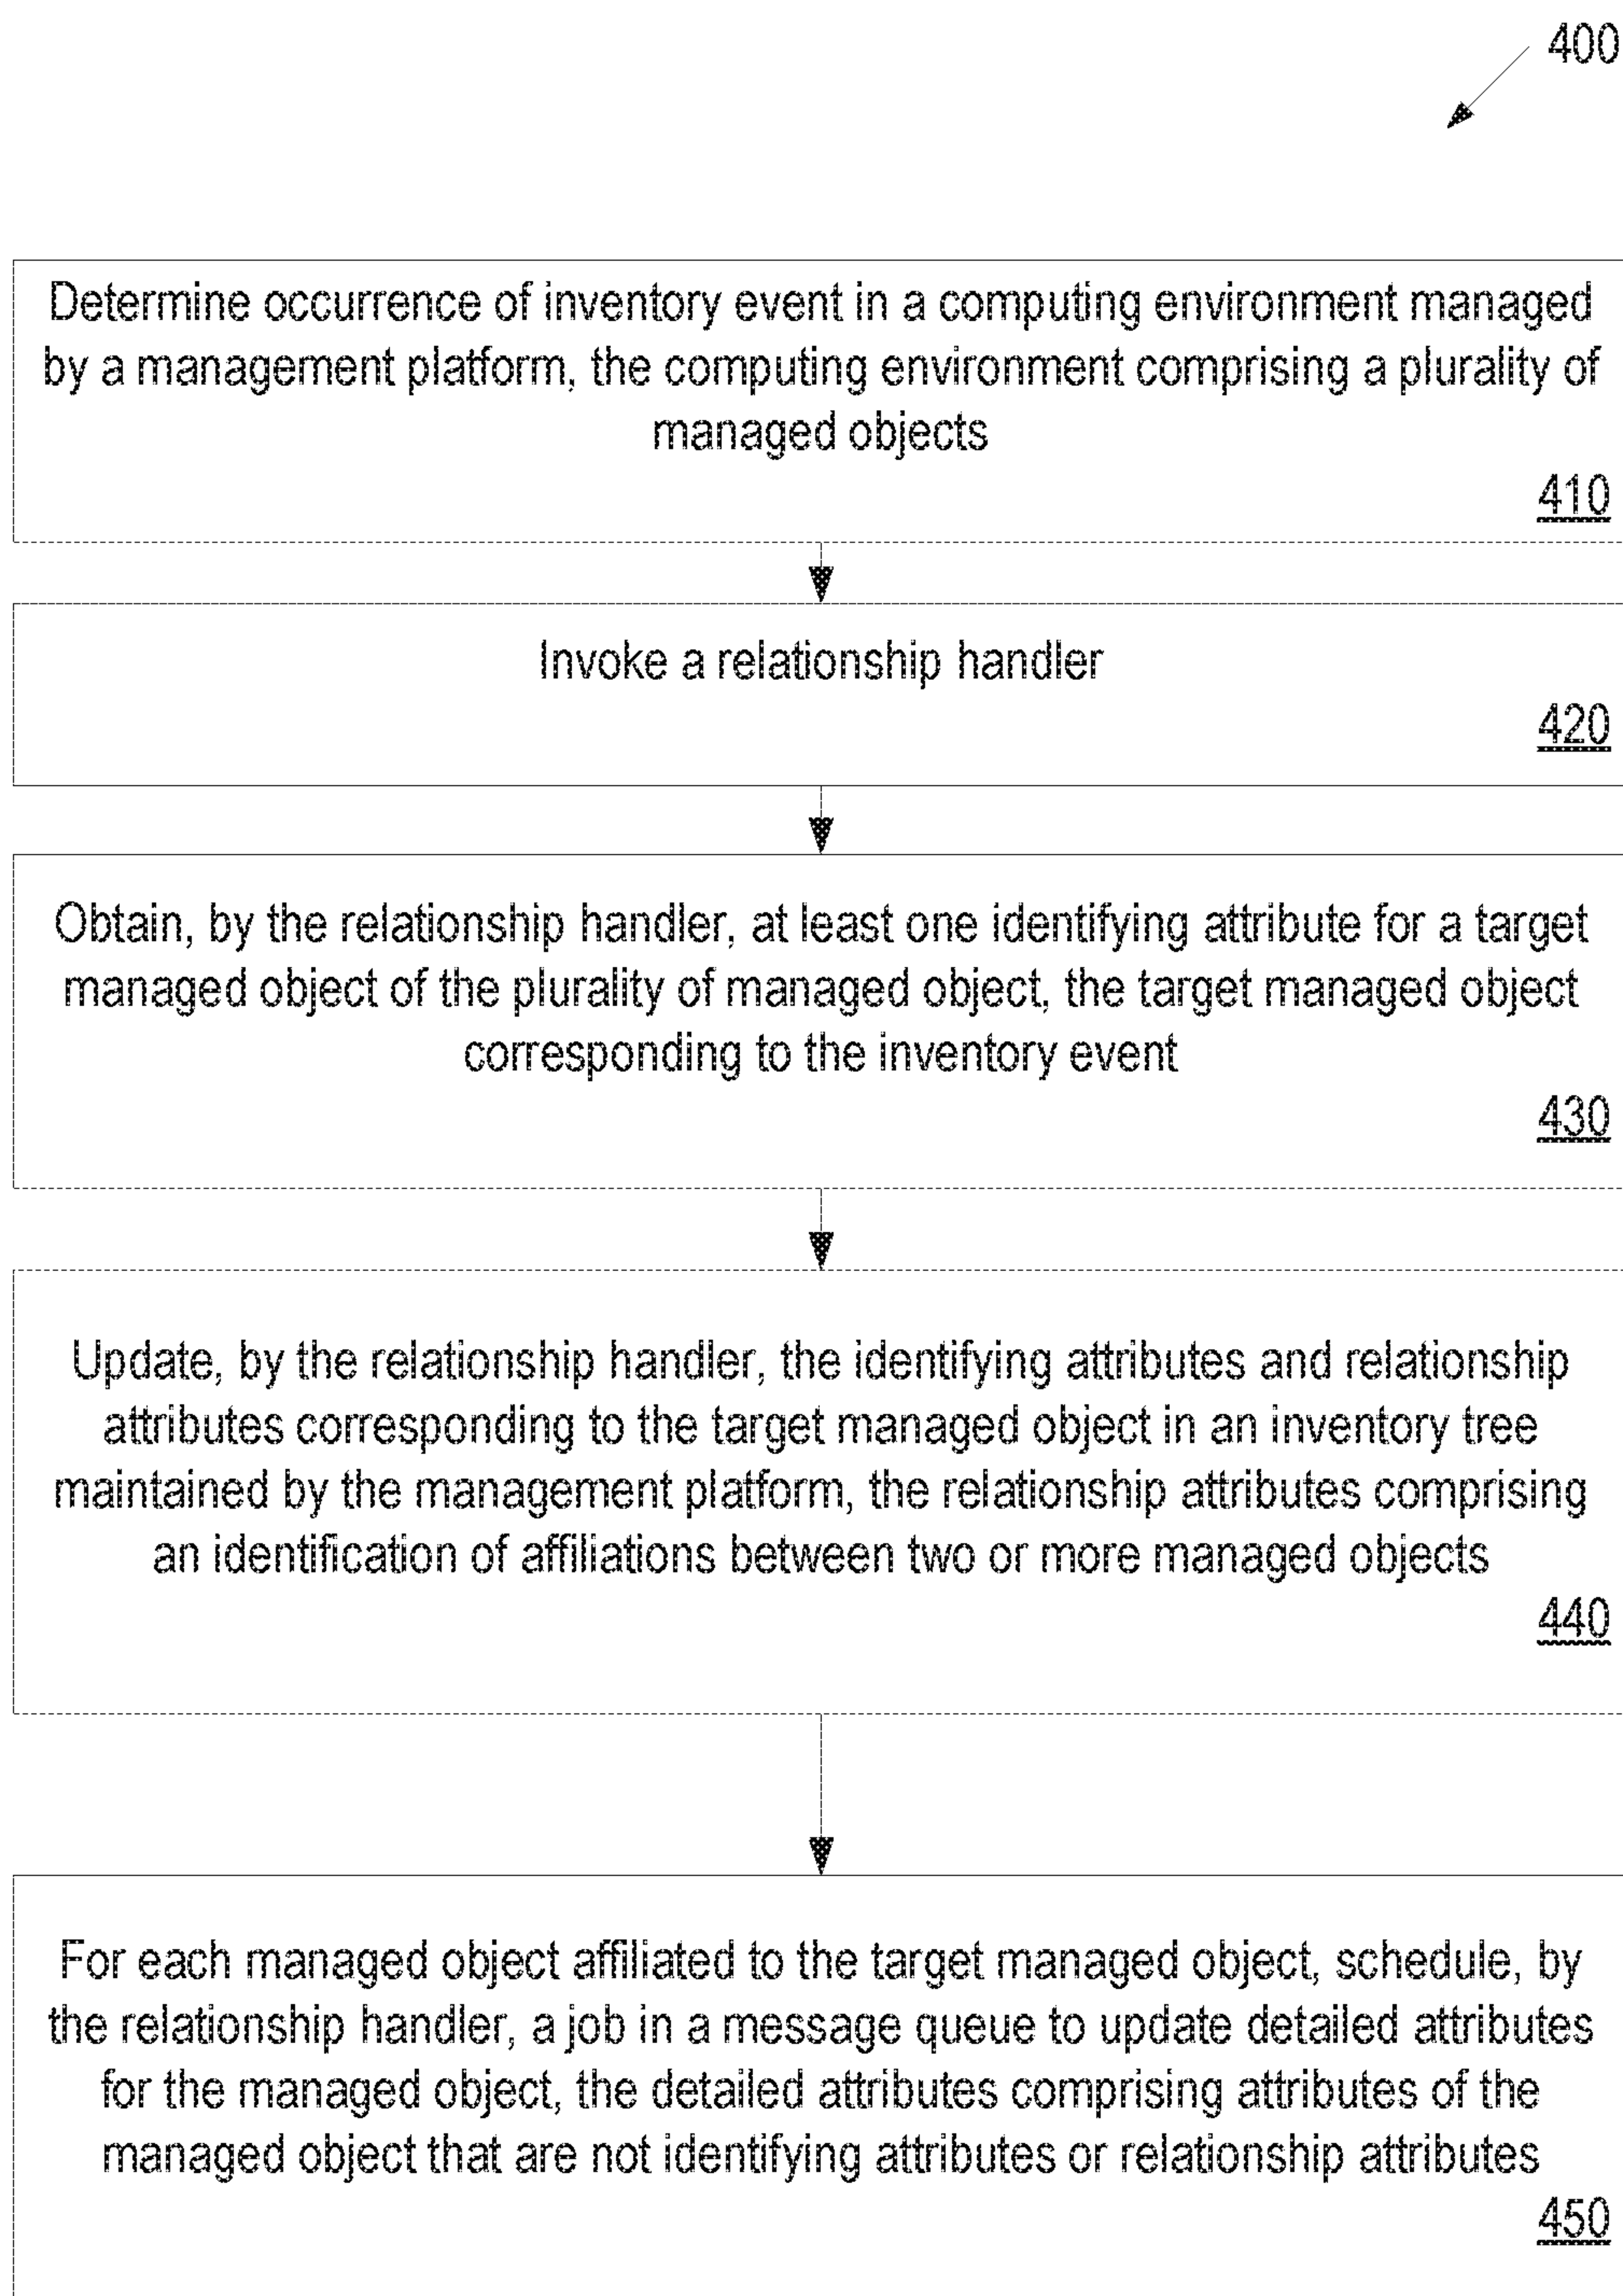 400
Determine occurrence of inventory event in a computing environment managed
by a management platform, the computing environment comprising a plurality of
managed objects
410
Invoke a relationship handler
420
Obtain, by the relationship handler, at least one identifying attribute for a target
managed object of the plurality of managed object, the target managed object
corresponding to the inventory event
430
Update, by the relationship handler, the identifying attributes and relationship
attributes corresponding to the target managed object in an inventory tree
maintained by the management platform, the relationship attributes comprising
an identification of affiliations between two or more managed objects
440
For each managed object affiliated to the target managed object, schedule, by
the relationship handler, a job in a message queue to update detailed attributes
for the managed object, the detailed attributes comprising attributes of the
managed object that are not identifying attributes or relationship attributes
450